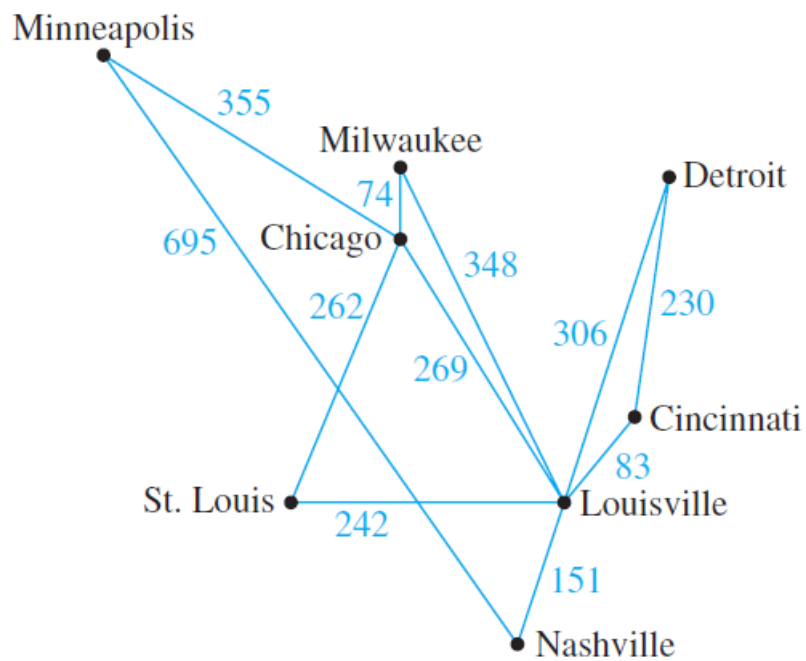 Minneapolis
355
Milwaukee
74
Detroit
695
Chicago
348
262
230
306
269
Cincinnati
83
St. Louis
242
Louisville
151
Nashville